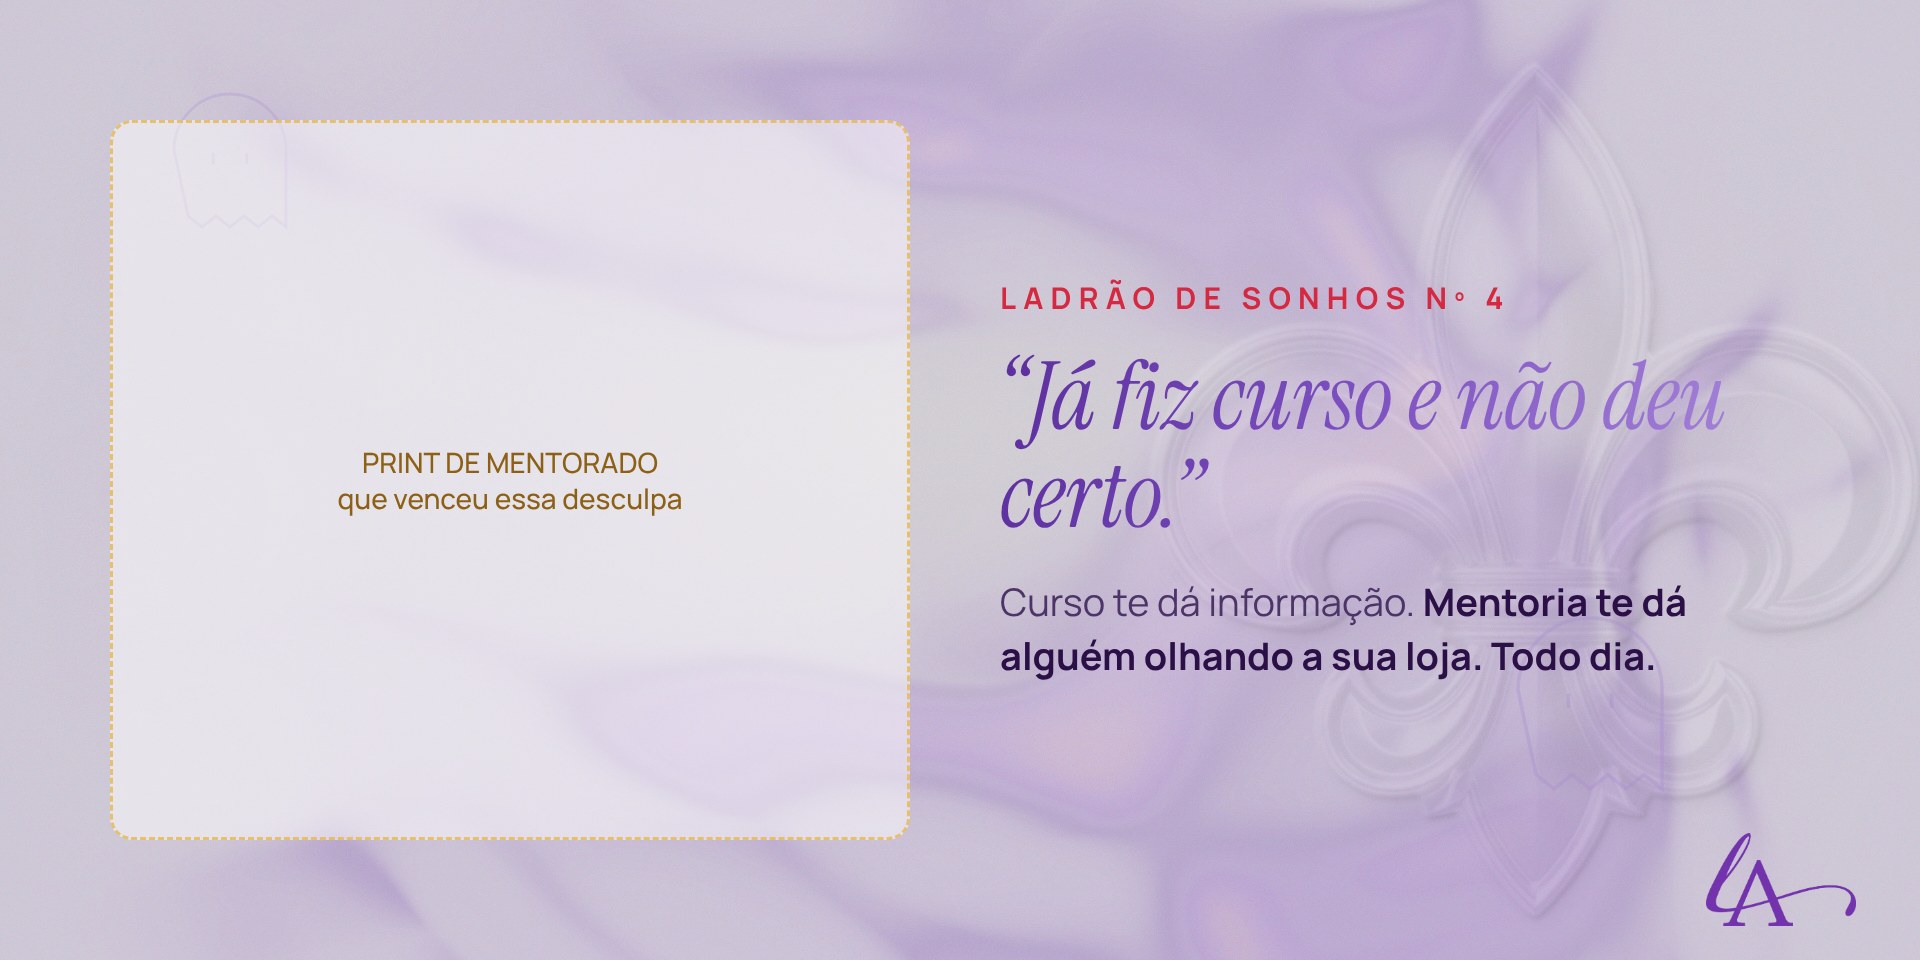 PRINT DE MENTORADO
que venceu essa desculpa
LADRÃO DE SONHOS Nº 4
“Já fiz curso e não deu
certo.”
Curso te dá informação. Mentoria te dá
alguém olhando a sua loja. Todo dia.
lA